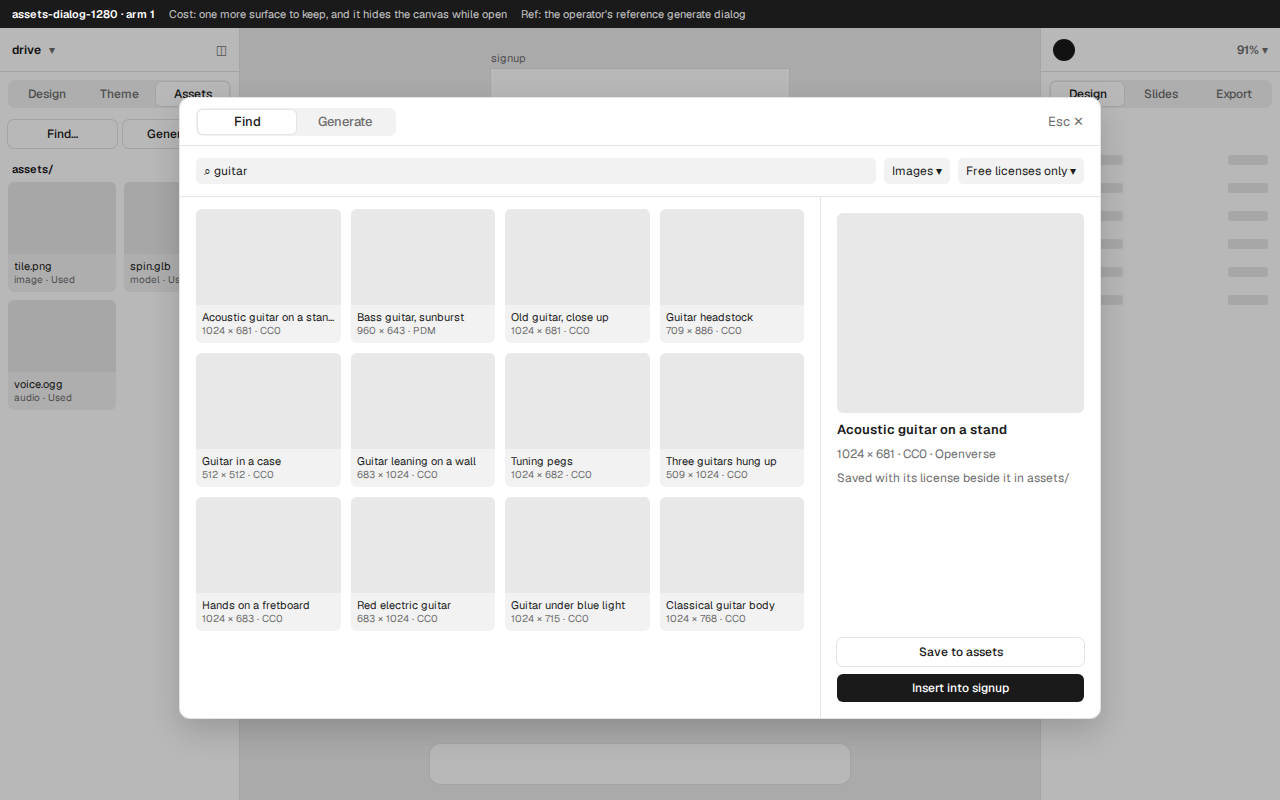 assets-dialog-1280 · arm 1 Cost: one more surface to keep, and it hides the canvas while open Ref: the operator's reference generate dialog
drive ▾
signup
91% ▾
Design Theme Assets
Design Slides Export
Find…
Gener
assets/
tile.png
image · Used
spin.glb
model · Us
voice.ogg
audio · Used
Find Generate
Esc ✕
guitar
Images ▾
Free licenses only ▾
Acoustic guitar on a stan…
1024 × 681 · CC0
Bass guitar, sunburst
960 × 643 · PDM
Old guitar, close up
1024 × 681 · CC0
Guitar headstock
709 × 886 · CC0
Guitar in a case
512 × 512 · CC0
Guitar leaning on a wall
683 × 1024 · CC0
Tuning pegs
1024 × 682 · CC0
Three guitars hung up
509 × 1024 · CC0
Hands on a fretboard
1024 × 683 · CC0
Red electric guitar
683 × 1024 · CC0
Guitar under blue light
1024 × 715 · CC0
Classical guitar body
1024 × 768 · CC0
Acoustic guitar on a stand
1024 × 681 · CC0 · Openverse
Saved with its license beside it in assets/
Save to assets
Insert into signup